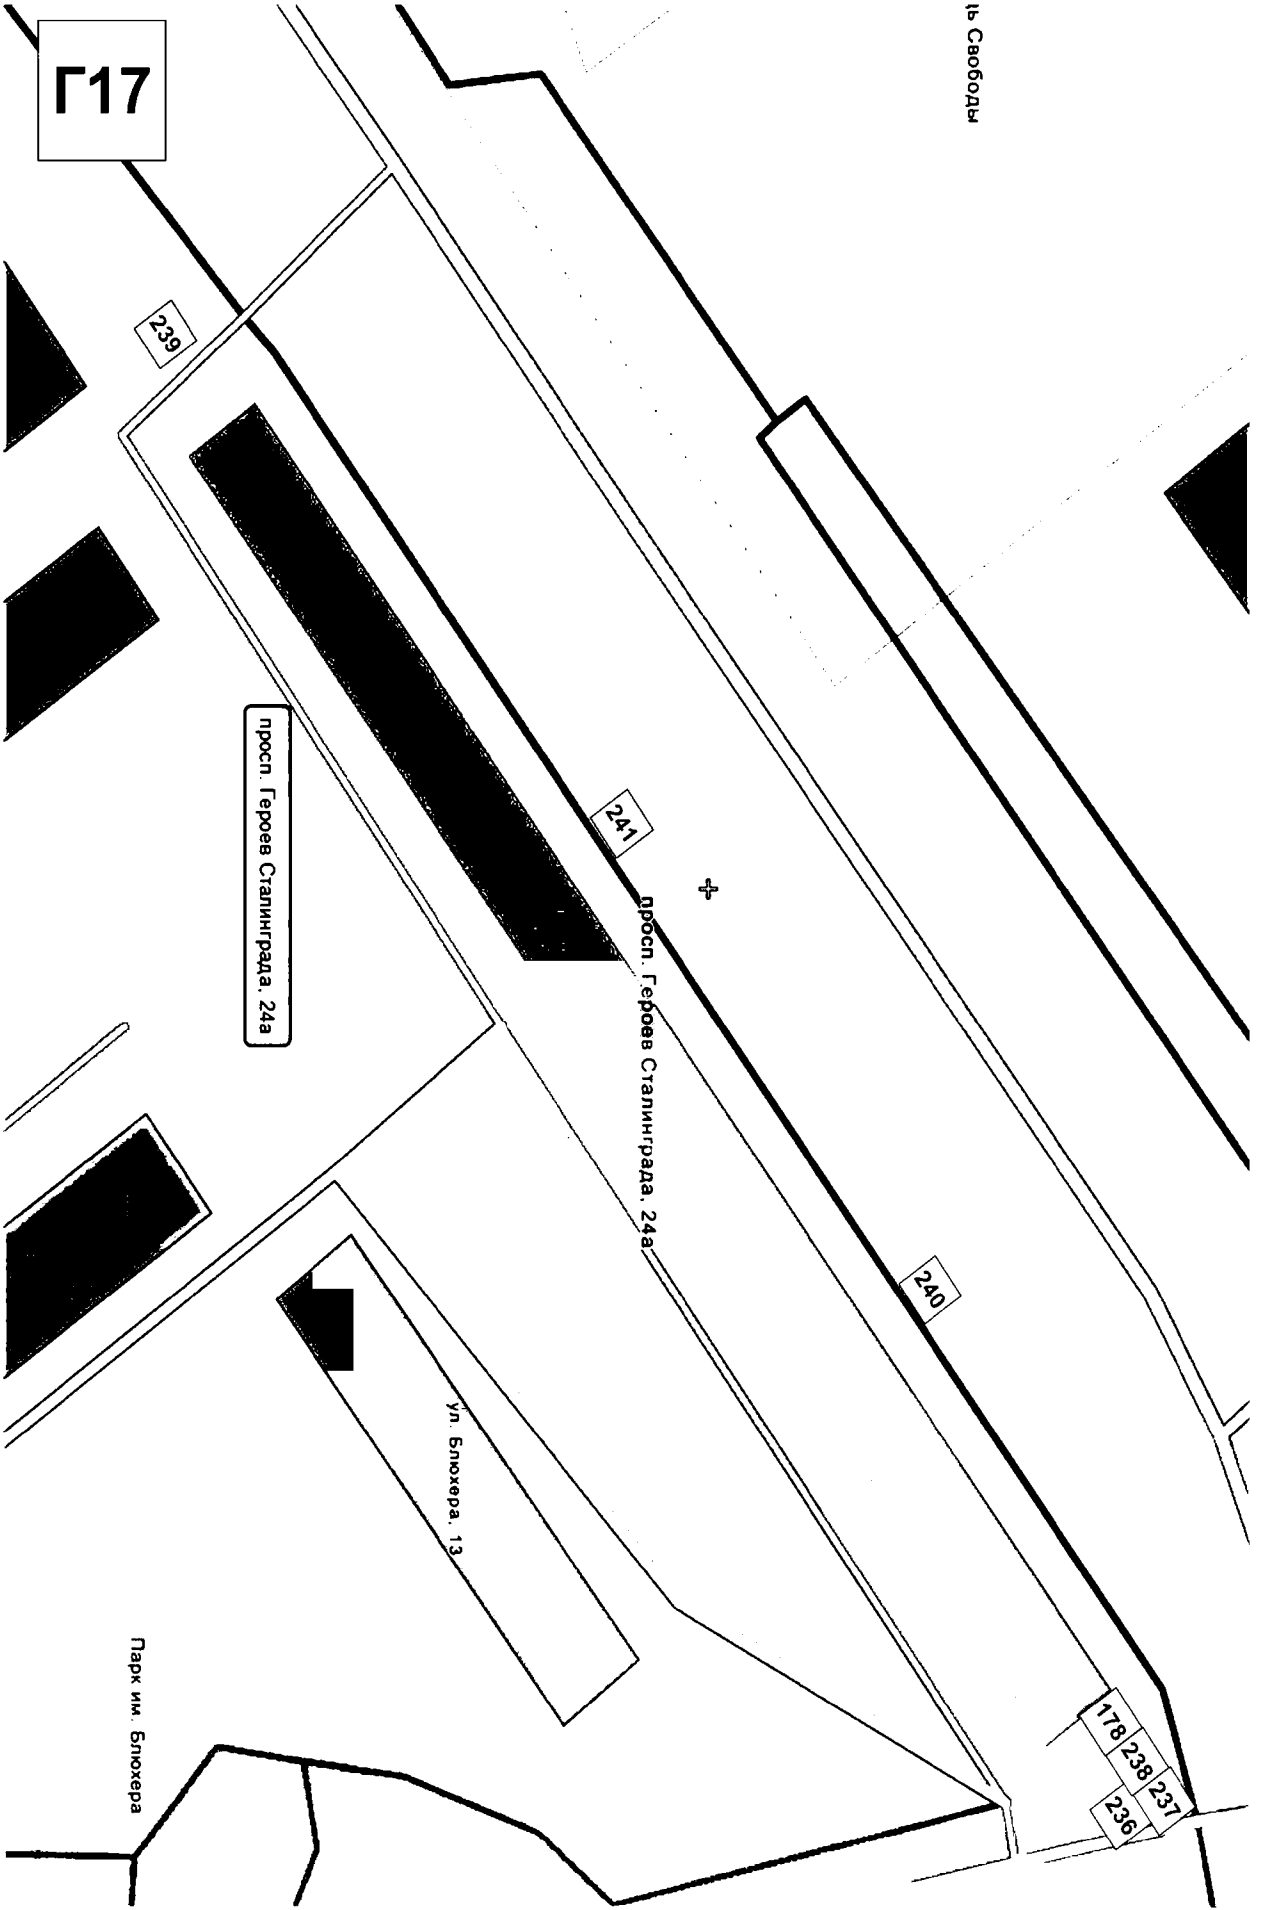 Г17
ць Свободы
239
241
просп. Героев Сталинграда, 24а
просп. Героев Сталинграда, 24а
240
ул. Блюхера, 13
Парк им. Блюхера
178
238
237
236